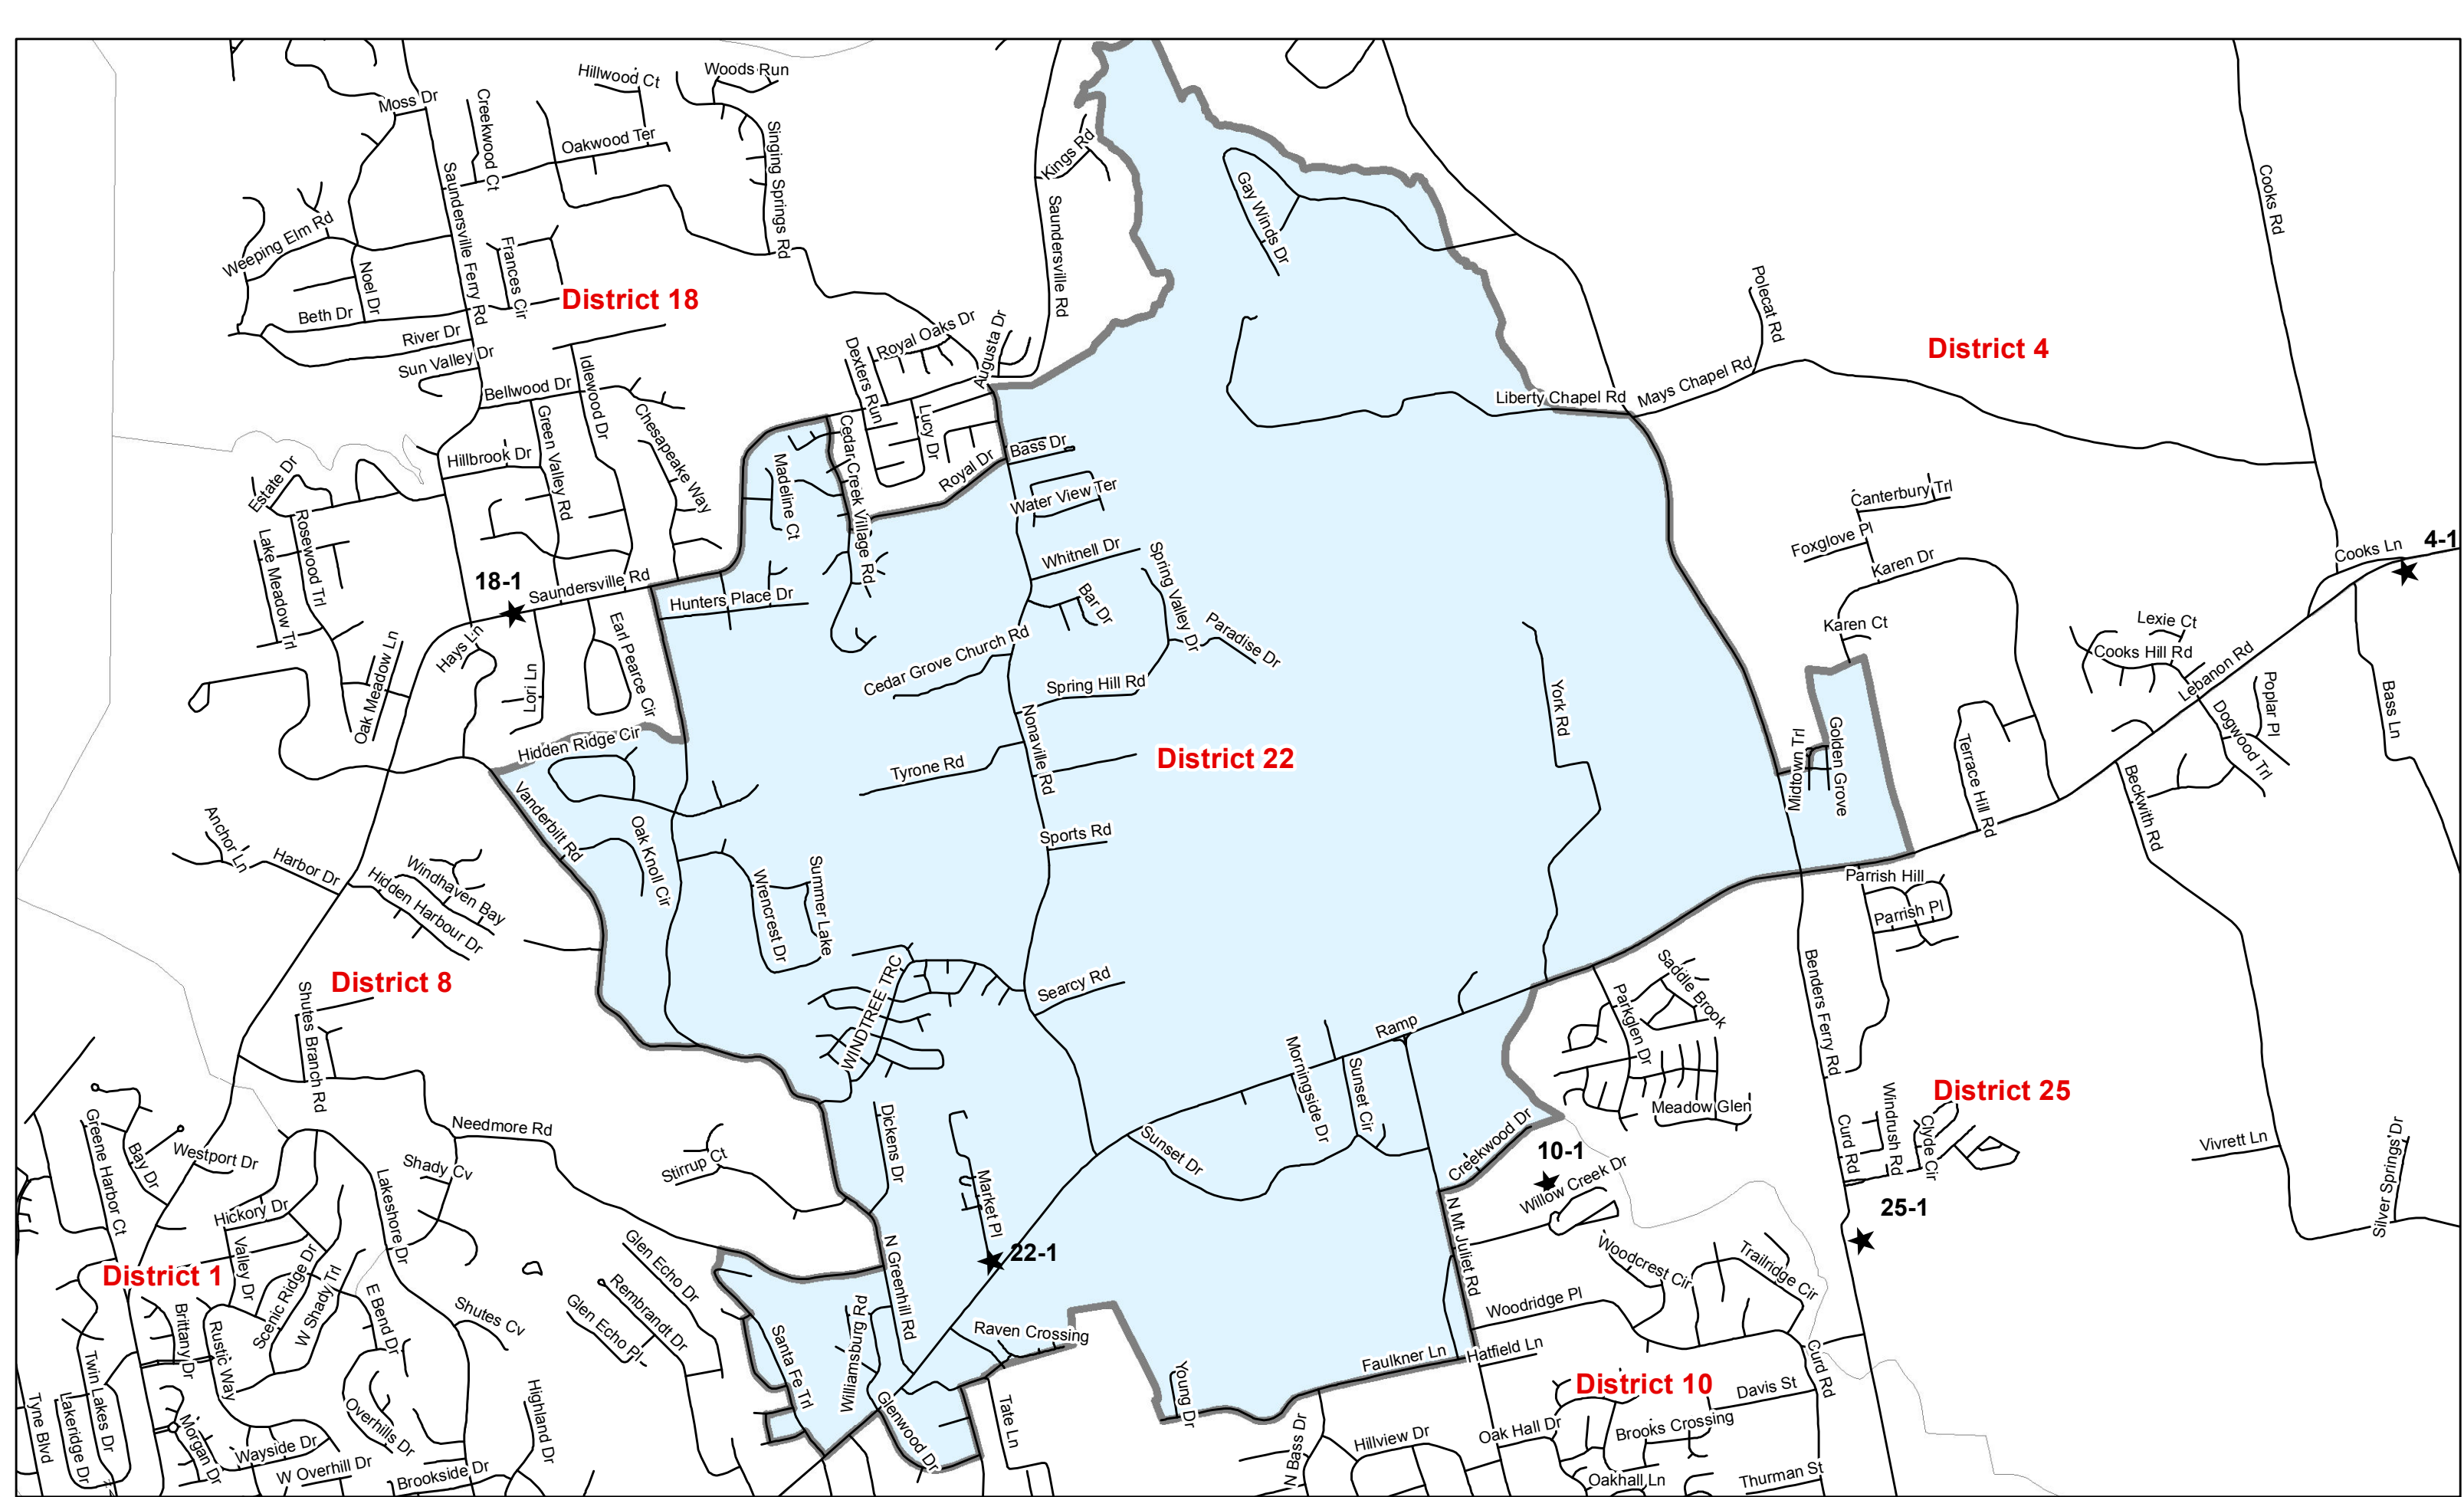 Hillwood Ct
Woods Run
Moss Dr
Creekwood Ct
Oakwood Ter
Singing Springs Rd
Kings Rd
Saundersville Ferry Rd
Gay Winds Dr
Cooks Rd
Weeping Elm Rd
Saundersville Rd
Noel Dr
Frances Cir
District 18
Polecat Rd
Beth Dr
River Dr
Sun Valley Dr
Royal Oaks Dr
Augusta Dr
Dexters Run
District 4
Bellwood Dr
Idlewood Dr
Liberty Chapel Rd
Mays Chapel Rd
Green Valley Rd
Chesapeake Way
Cedar Creek Village Rd
Lucy Dr
Hillbrook Dr
Bass Dr
Royal Dr
Estate Dr
Madeline Ct
Water View Ter
Canterbury Trl
Rosewood Trl
Lake Meadow Trl
Foxglove Pl
Whitnell Dr
Spring Valley Dr
Karen Dr
Cooks Ln
4-1
18-1
Saundersville Rd
Hunters Place Dr
Bar Dr
Paradise Dr
Karen Ct
Lexie Ct
Earl Pearce Cir
Hays Ln
Oak Meadow Ln
Lori Ln
Cedar Grove Church Rd
Spring Hill Rd
Cooks Hill Rd
Lebanon Rd
Poplar Pl
Bass Ln
York Rd
Nonaville Rd
Dogwood Trl
Hidden Ridge Cir
Midtown Trl
Golden Grove
Terrace Hill Rd
District 22
Tyrone Rd
Beckwith Rd
Vanderbilt Rd
Oak Knoll Cir
Sports Rd
Anchor Ln
Harbor Dr
Windhaven Bay
Hidden Harbour Dr
Wrencrest Dr
Summer Lake
Parrish Hill
Parrish Pl
WINDTREE TRC
Searcy Rd
Saddle Brook
Parkglen Dr
Benders Ferry Rd
District 8
Shutes Branch Rd
Ramp
Morningside Dr
Sunset Cir
Meadow Glen
District 25
Greene Harbor Ct
Bay Dr
Westport Dr
Needmore Rd
Dickens Dr
Sunset Dr
Creekwood Dr
10-1
Curd Rd
Windrush Rd
Clyde Cir
Vivrett Ln
Silver Springs Dr
Shady Cv
Stirrup Ct
Market Pl
Willow Creek Dr
Lakeshore Dr
Hickory Dr
N Mt Juliet Rd
25-1
Valley Dr
Scenic Ridge Dr
W Shady Trl
Glen Echo Dr
N Greenhill Rd
22-1
Woodcrest Cir
Trailridge Cir
District 1
Rembrandt Dr
E Bend Dr
Glen Echo Pl
Shutes Cv
Woodridge Pl
Brittany Dr
Rustic Way
Santa Fe Trl
Williamsburg Rd
Raven Crossing
Faulkner Ln
Hatfield Ln
Curd Rd
Twin Lakes Dr
Young Dr
District 10
Davis St
Tyne Blvd
Lakeridge Dr
Morgan Dr
Overhills Dr
Highland Dr
Glenwood Dr
Tate Ln
N Bass Dr
Hillview Dr
Oak Hall Dr
Brooks Crossing
Wayside Dr
W Overhill Dr
Brookside Dr
Oakhall Ln
Thurman St